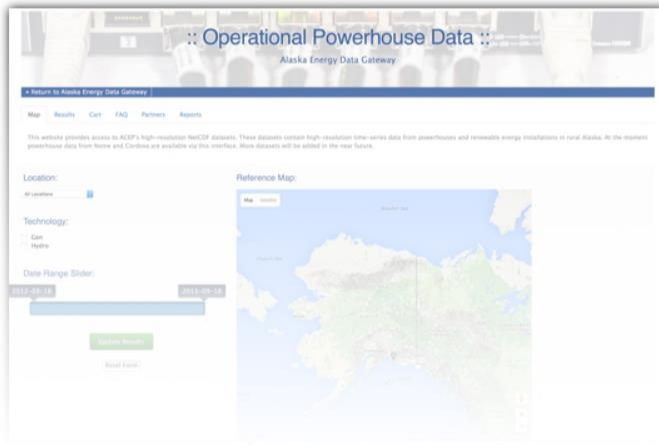 :: Operational Powerhouse Data ::
Alaska Energy Data Gateway
« Return to Alaska Energy Data Gateway
Map Results Cart FAQ Partners Reports
This website provides access to ACEP's high-resolution NetCDF datasets. These datasets contain high-resolution time-series data from powerhouses and renewable energy installations in rural Alaska. At the moment
powerhouse data from Nome and Cordova are available via this interface. More datasets will be added in the near future.
Location:
All Locations
Technology:
Gen
Hydro
Date Range Slider:
2012-09-18
2013-09-18
Update Results
Reset Form
Reference Map:
Map Satellite
Beaufort Sea